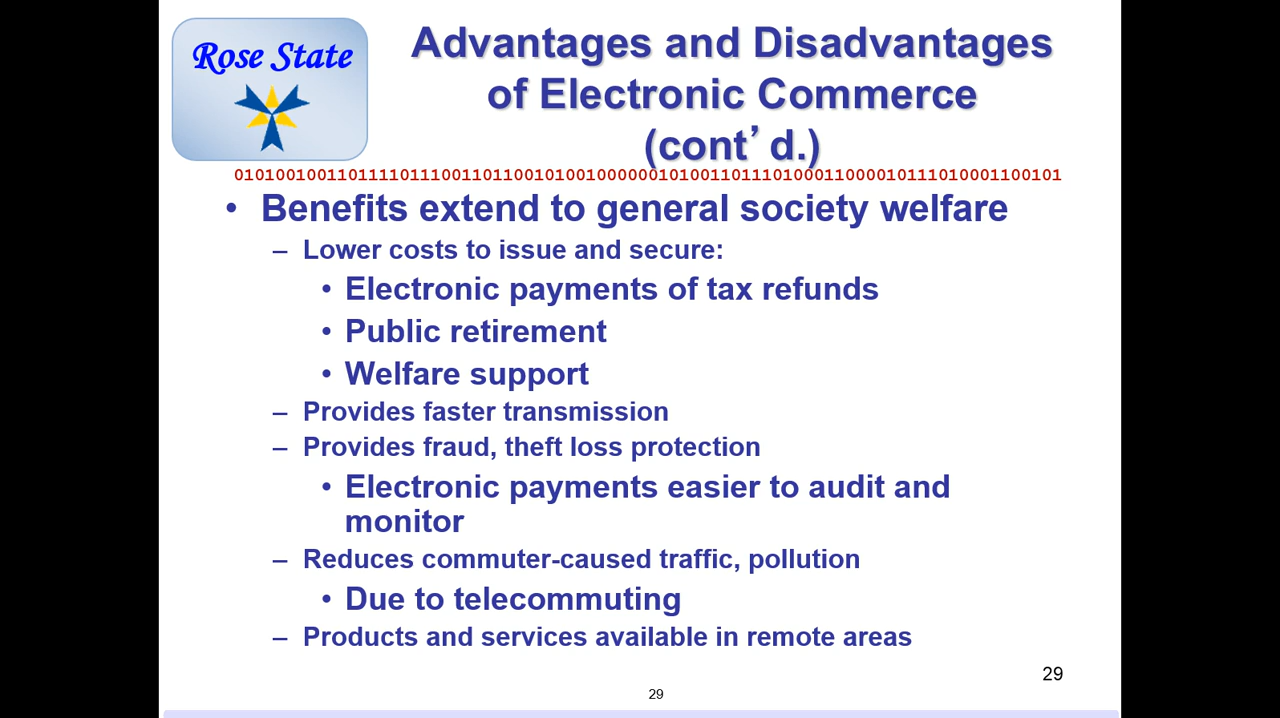 Rose State
Advantages and Disadvantages
of Electronic Commerce
(cont’d.)
01010010011011110111001101100101001000000101001101110100011000010111010001100101
• Benefits extend to general society welfare
– Lower costs to issue and secure:
• Electronic payments of tax refunds
• Public retirement
• Welfare support
– Provides faster transmission
– Provides fraud, theft loss protection
• Electronic payments easier to audit and
monitor
– Reduces commuter-caused traffic, pollution
• Due to telecommuting
– Products and services available in remote areas
29
29